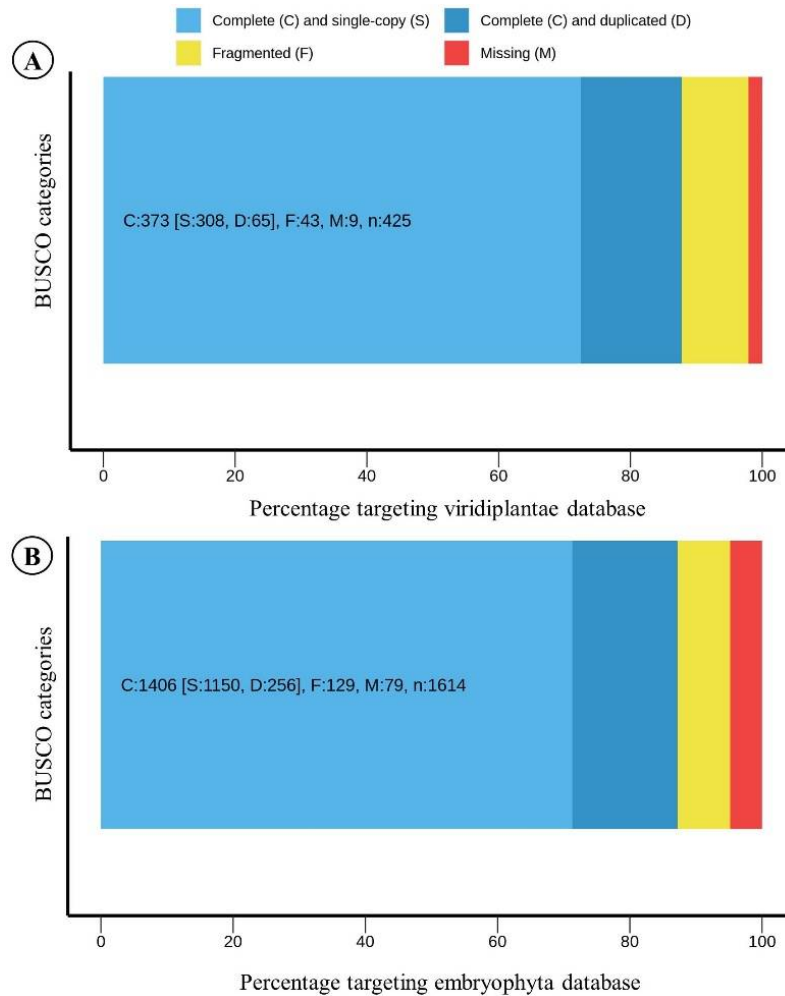 Complete (C) and single-copy (S) Complete (C) and duplicated (D)
Fragmented (F) Missing (M)
A
BUSCO categories
C:373 [S:308, D:65], F:43, M:9, n:425
0 20 40 60 80 100
Percentage targeting viridiplantae database
B
BUSCO categories
C:1406 [S:1150, D:256], F:129, M:79, n:1614
0 20 40 60 80 100
Percentage targeting embryophyta database